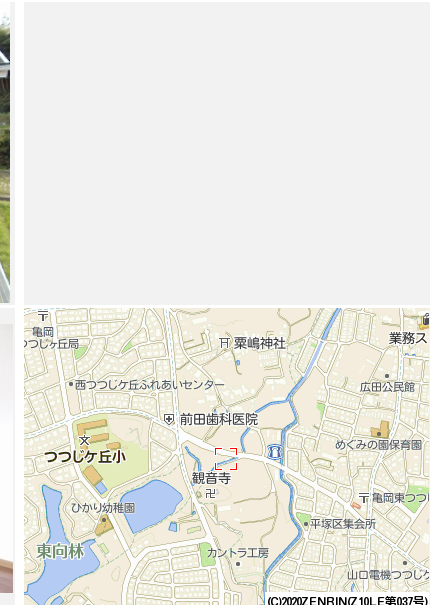 〒
亀岡
つつじヶ丘局
粟嶋神社
業務ス
西つつじケ丘ふれあいセンター
広田公民館
前田歯科医院
めぐみの園保育園
つつじケ丘小
観音寺
〒亀岡東つつ
ひかり幼稚園
平塚区集会所
東向林
カントラ工房
山口電機つつじケ
(C)2020ZENRIN(Z10LE第037号)